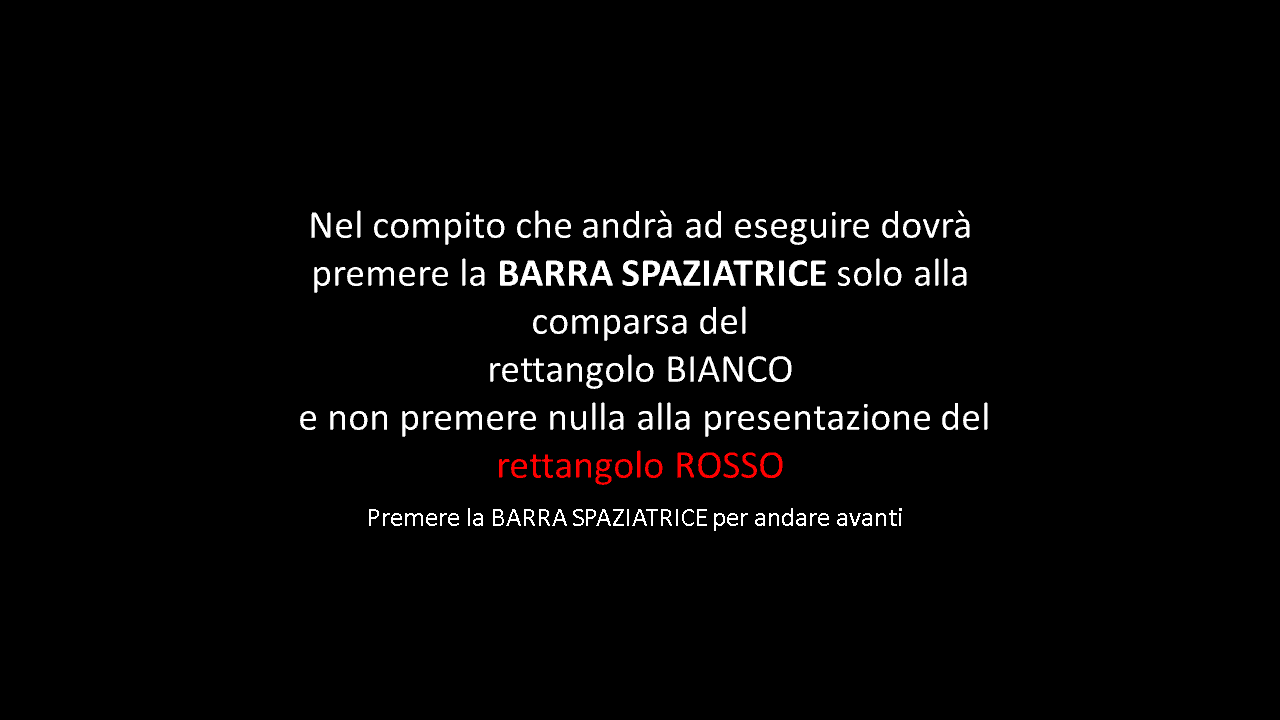 Nel compito che andrà ad eseguire dovrà
premere la BARRA SPAZIATRICE solo alla
comparsa del
rettangolo BIANCO
e non premere nulla alla presentazione del
rettangolo ROSSO
Premere la BARRA SPAZIATRICE per andare avanti